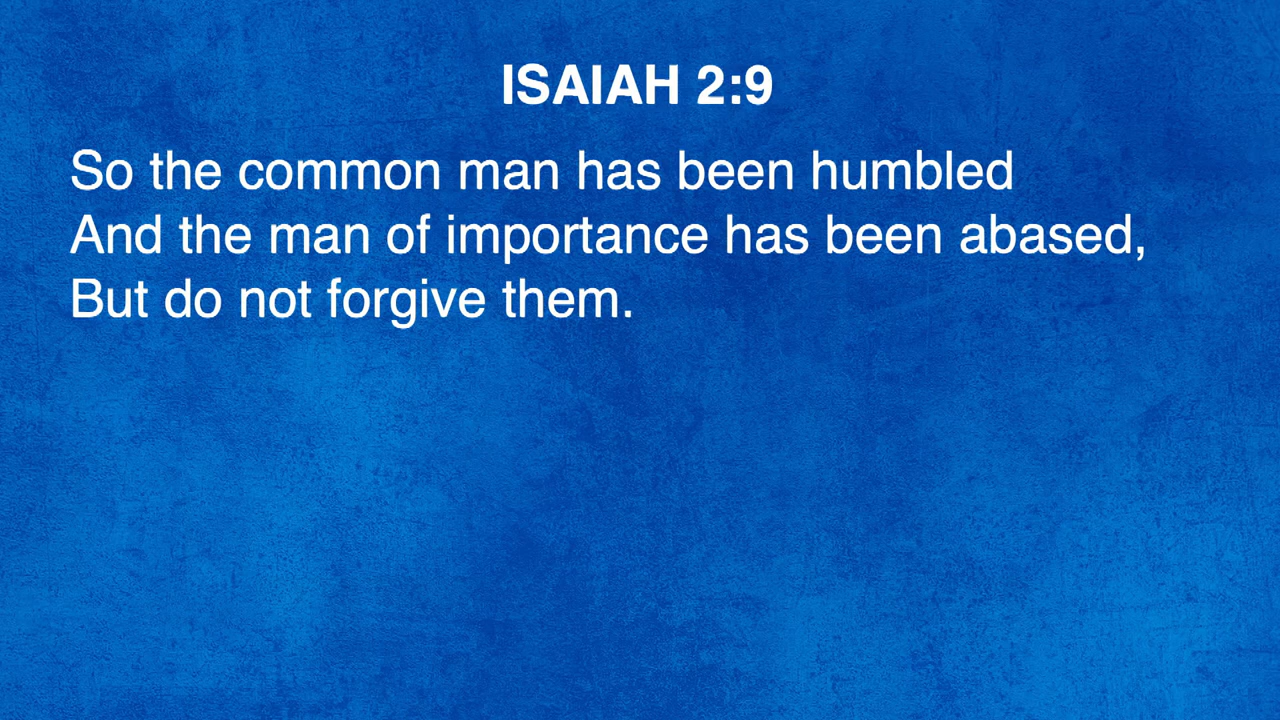 ISAIAH 2:9
So the common man has been humbled
And the man of importance has been abased,
But do not forgive them.